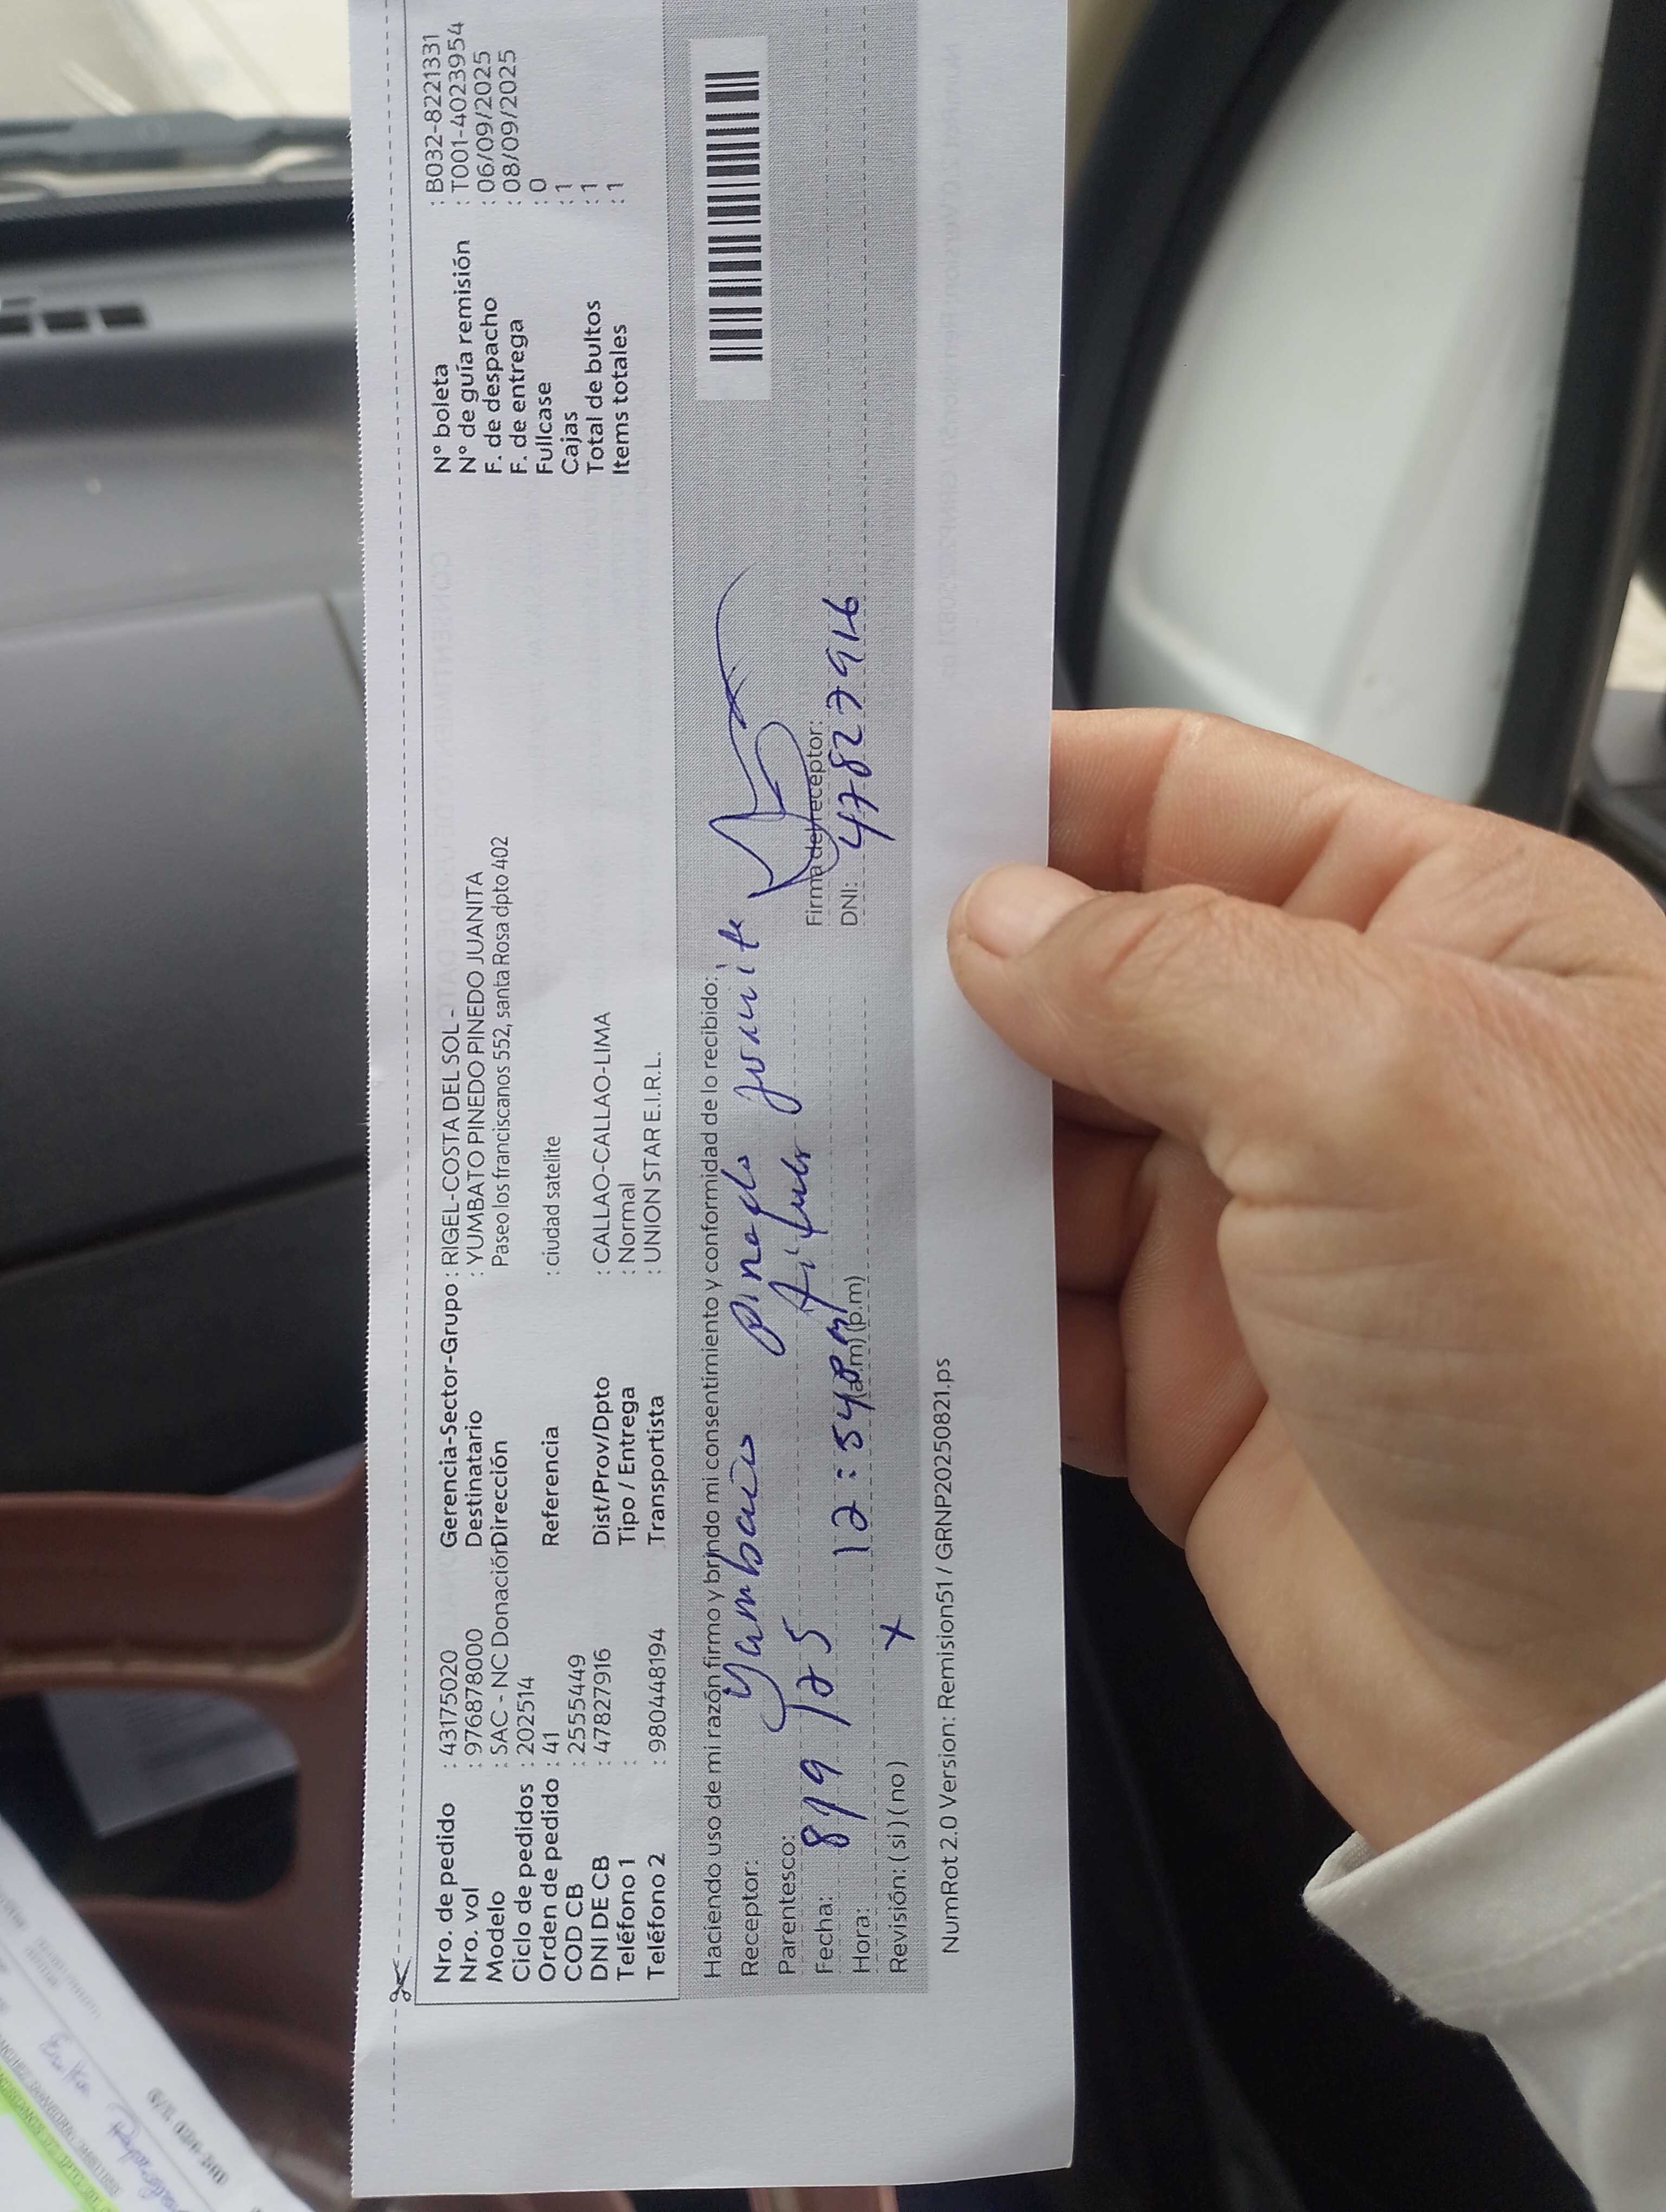 Nro. de pedido : 43175020 Gerencia-Sector-Grupo : RIGEL-COSTA DEL SOL - N° boleta : B032-8221331
Nro. vol : 976878000 Destinatario : YUMBATO PINEDO PINEDO JUANITA N° de guía remisión : T001-4023954
Modelo : SAC - NC Donación Dirección Paseo los franciscanos 552, santa Rosa dpto 402 F. de despacho : 06/09/2025
Ciclo de pedidos : 202514 F. de entrega : 08/09/2025
Orden de pedido : 41 Referencia : ciudad satelite Fullcase : 0
COD CB : 2555449 Cajas : 1
DNI DE CB : 47827916 Dist/Prov/Dpto : CALLAO-CALLAO-LIMA Total de bultos : 1
Teléfono 1 : Tipo / Entrega : Normal Items totales : 1
Teléfono 2 : 980448194 Transportista : UNION STAR E.I.R.L.
Haciendo uso de mi razón firmo y brindo mi consentimiento y conformidad de lo recibido:
Receptor: Yumbato Pinedo Juanita
Parentesco: Titular
Firma del receptor:
Fecha: 8/9/25
DNI: 47827916
Hora: 12:54 PM (a.m) (p.m)
Revisión: ( si ) ( no ) X
NumRot 2.0 Version: Remision51 / GRNP20250821.ps